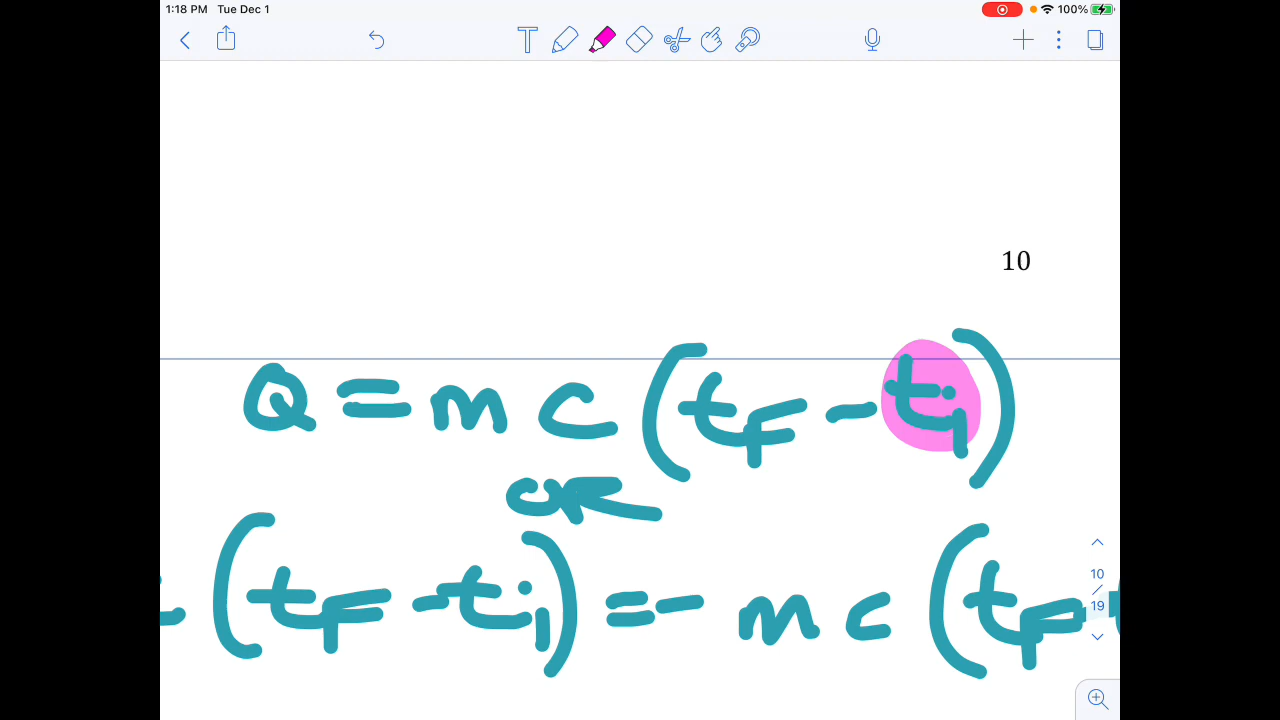 1:18 PM Tue Dec 1
100%
T
10
Q = mc(tF - ti)
OR
(tF - ti) = - mc(tF -
10
19